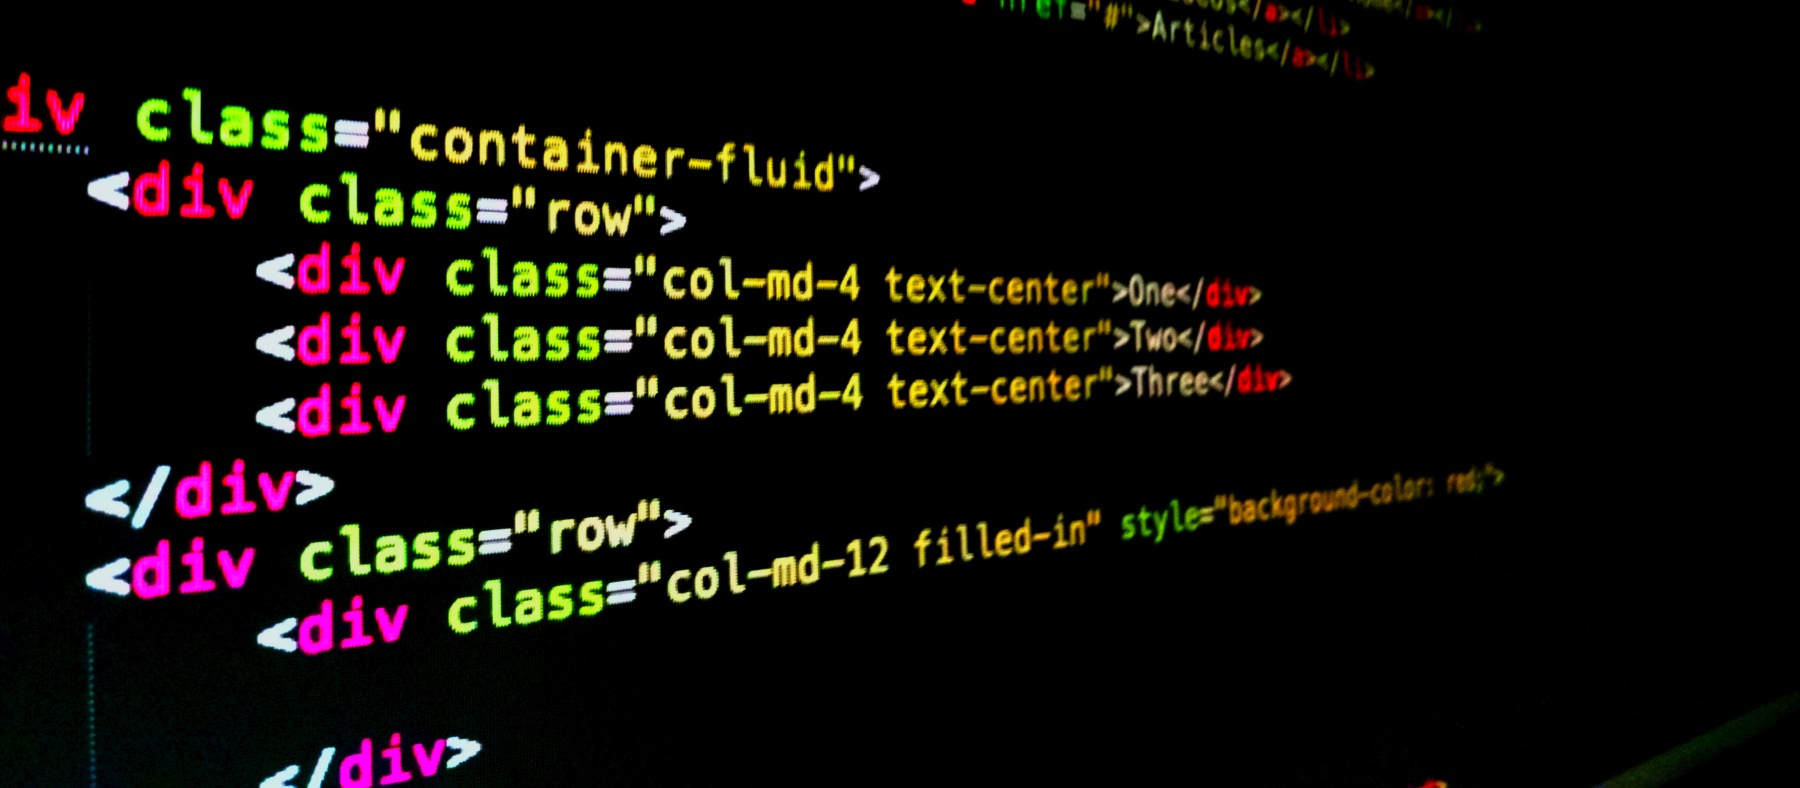 href="#">Articles</a></li>
iv class="container-fluid">
<div class="row">
<div class="col-md-4 text-center">One</div>
<div class="col-md-4 text-center">Two</div>
<div class="col-md-4 text-center">Three</div>
</div>
<div class="row">
<div class="col-md-12 filled-in" style="background-color: red;">
</div>